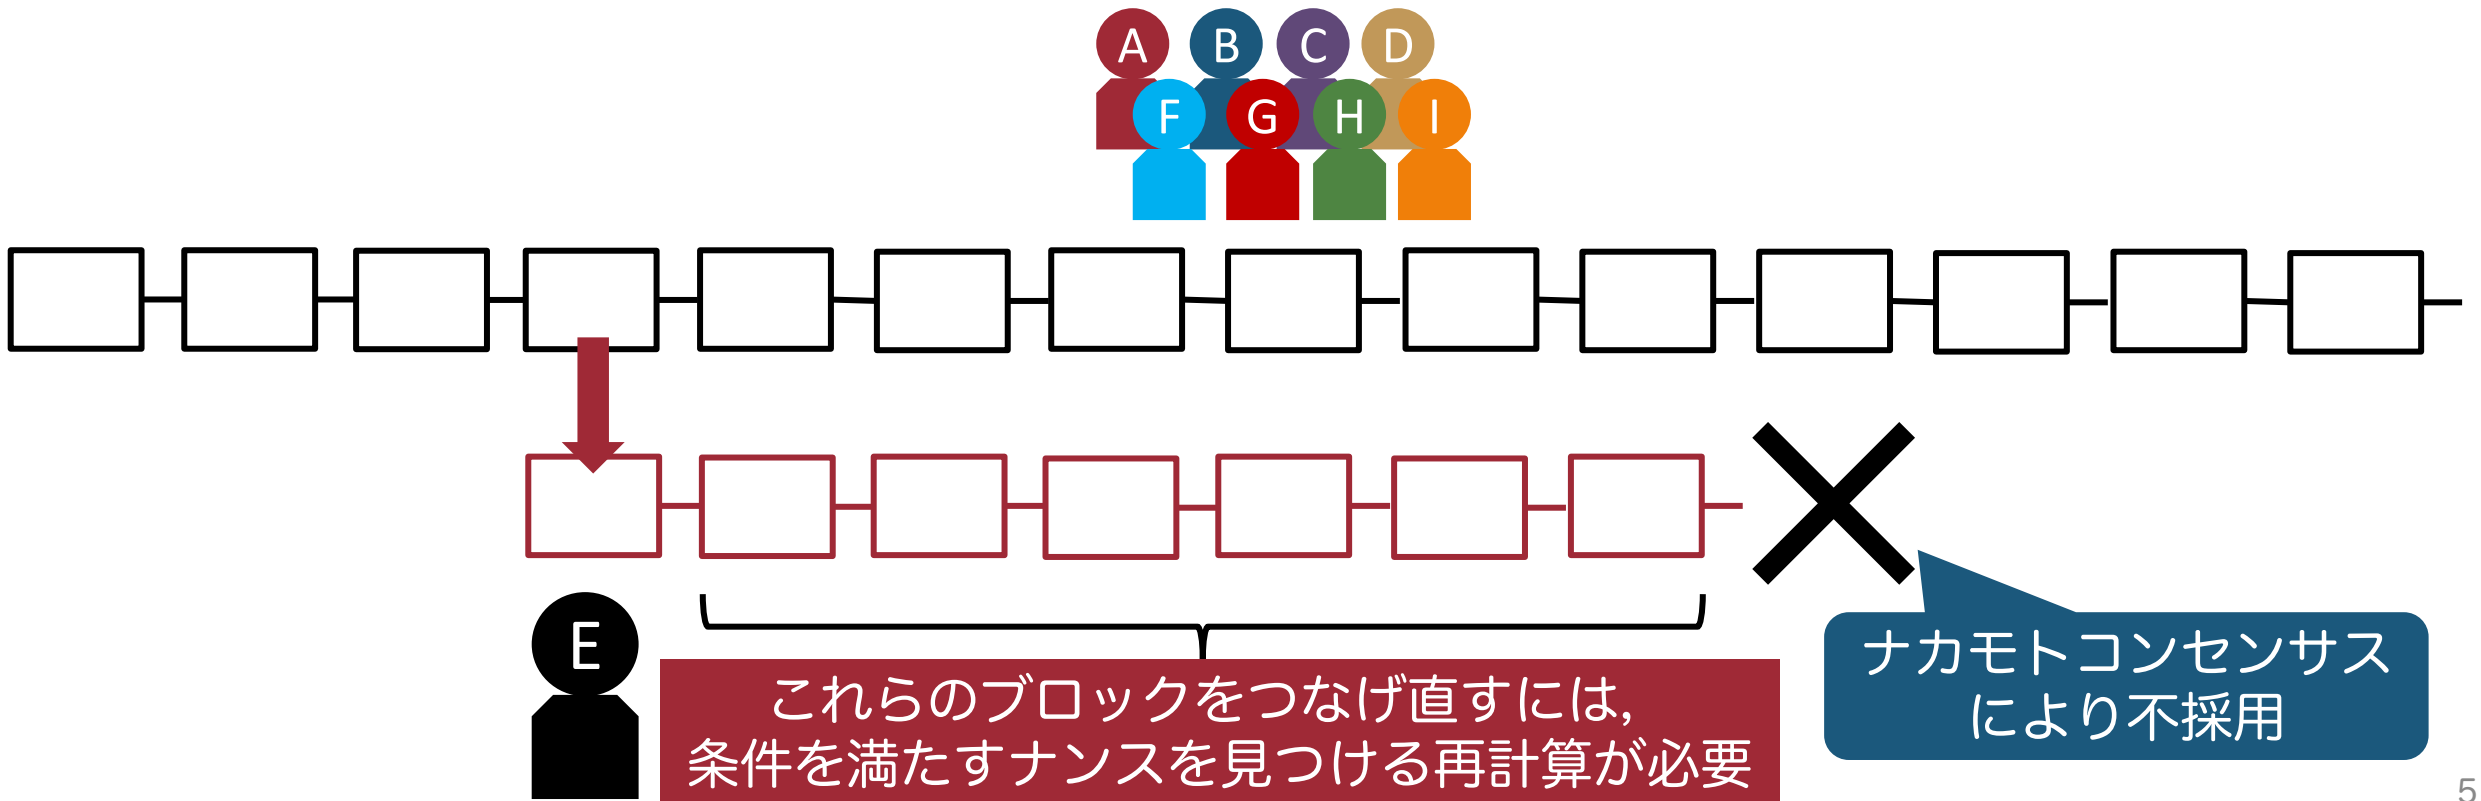 A B C D
F G H I
E
これらのブロックをつなげ直すには,
条件を満たすナンスを見つける再計算が必要
ナカモトコンセンサス
により不採用
5